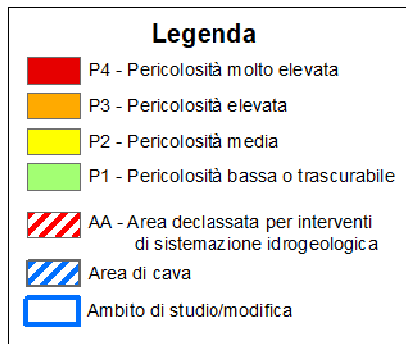 Legenda
P4 - Pericolosità molto elevata
P3 - Pericolosità elevata
P2 - Pericolosità media
P1 - Pericolosità bassa o trascurabile
AA - Area declassata per interventi
di sistemazione idrogeologica
Area di cava
Ambito di studio/modifica